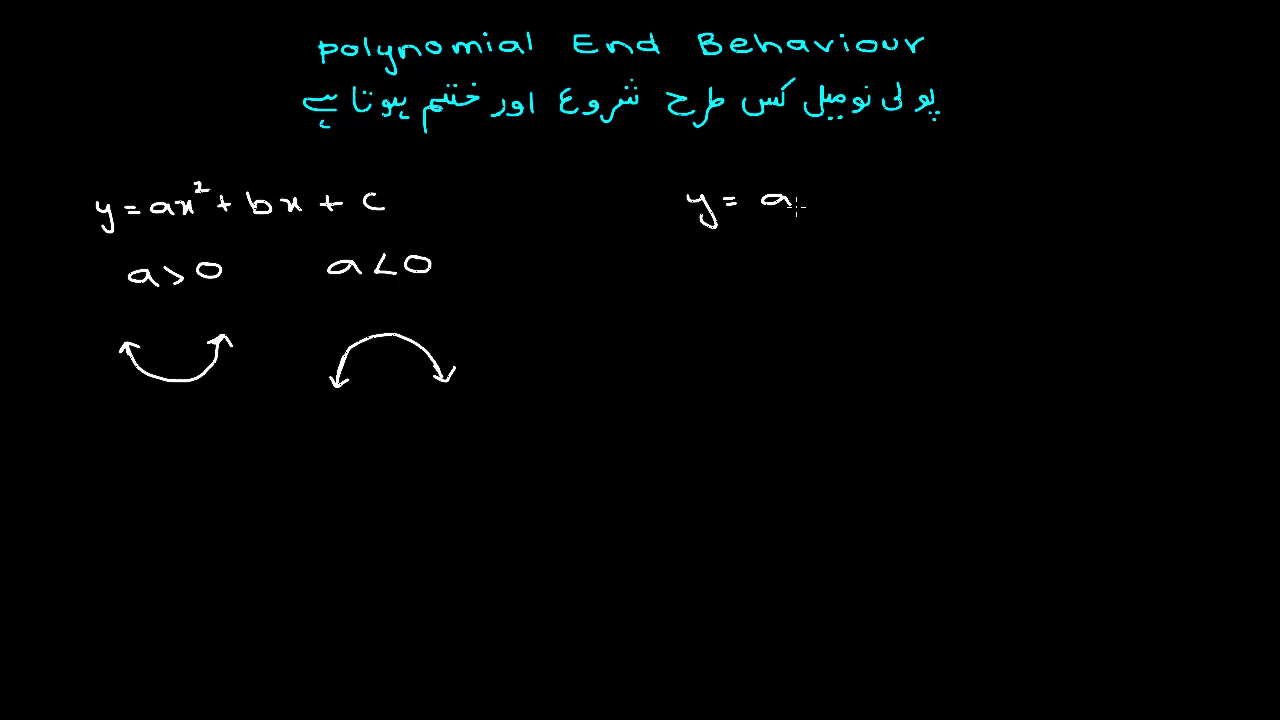 Polynomial End Behaviour
پولی نومیل کس طرح شروع اور ختم ہوتا ہے
y = ax² + bx + c
y = a
a > 0
a < 0